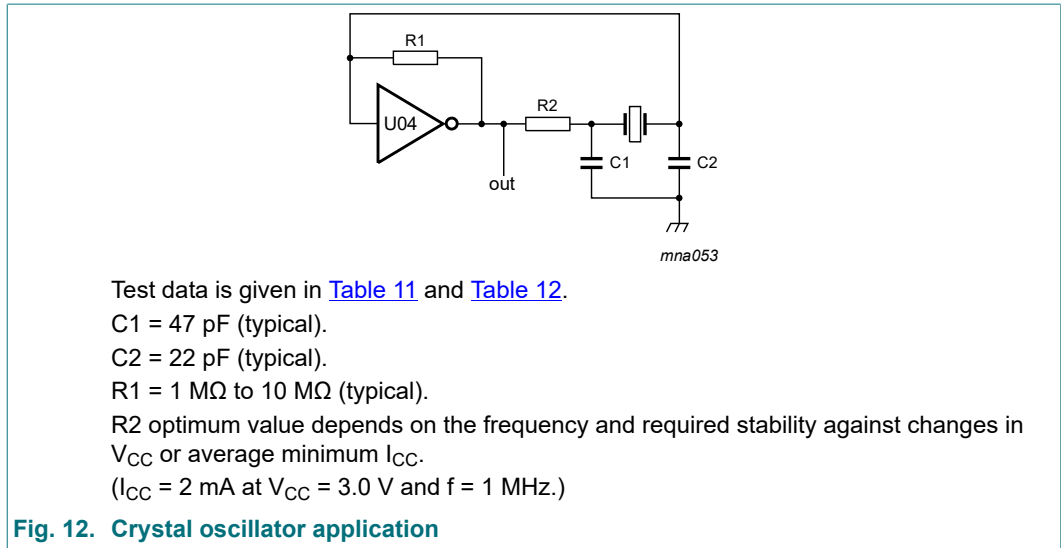 R1
U04
R2
C1
C2
out
mna053
Test data is given in Table 11 and Table 12.
C1 = 47 pF (typical).
C2 = 22 pF (typical).
R1 = 1 MΩ to 10 MΩ (typical).
R2 optimum value depends on the frequency and required stability against changes in
VCC or average minimum ICC.
(ICC = 2 mA at VCC = 3.0 V and f = 1 MHz.)
Fig. 12. Crystal oscillator application